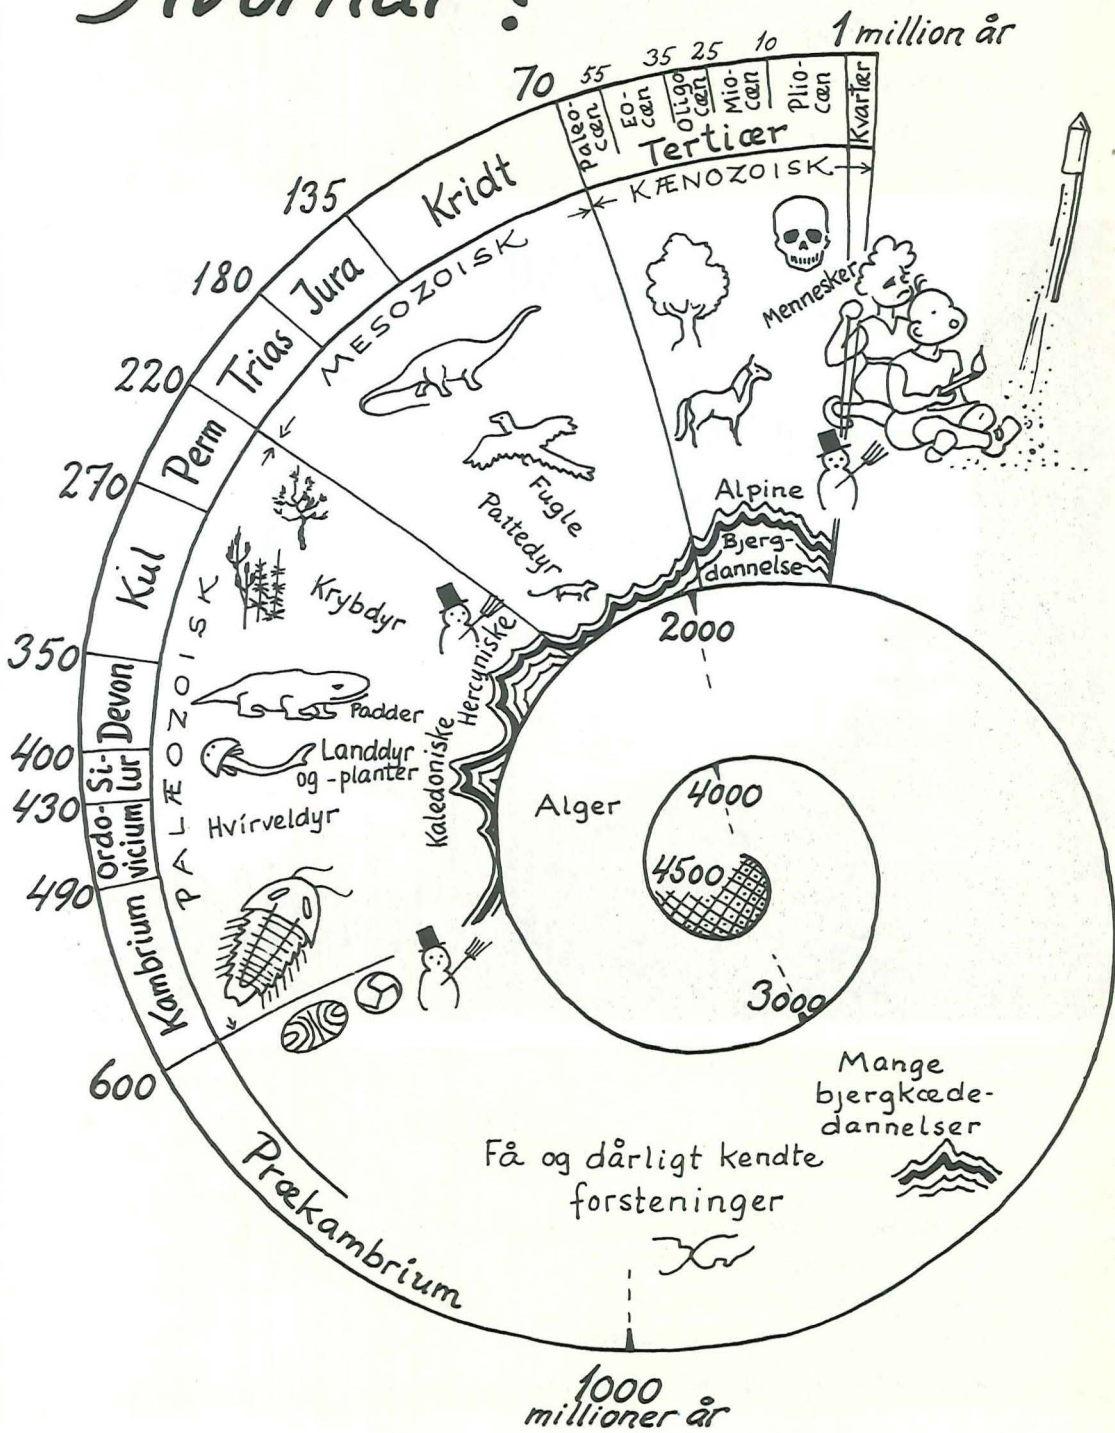 Hvornår?
1 million år
10
25
35
55
70
135
180
220
270
350
400
430
490
600
1000
millioner år
Kvartær
Plio-
cæn
Mio-
cæn
Oligo
cæn
Eo-
cæn
Paleo-
cæn
Tertiær
Kridt
Jura
Trias
Perm
Kul
Devon
Si-
lur
Ordo-
vicium
Kambrium
Prækambrium
KÆNOZOISK
MESOZOISK
PALÆOZOISK
Mennesker
Fugle
Pattedyr
Krybdyr
Padder
Landdyr
og -planter
Hvirveldyr
Alpine
Bjerg-
dannelse
Hercyniske
Kaledoniske
Alger
2000
4000
4500
3000
Mange
bjergkæde-
dannelser
Få og dårligt kendte
forsteninger